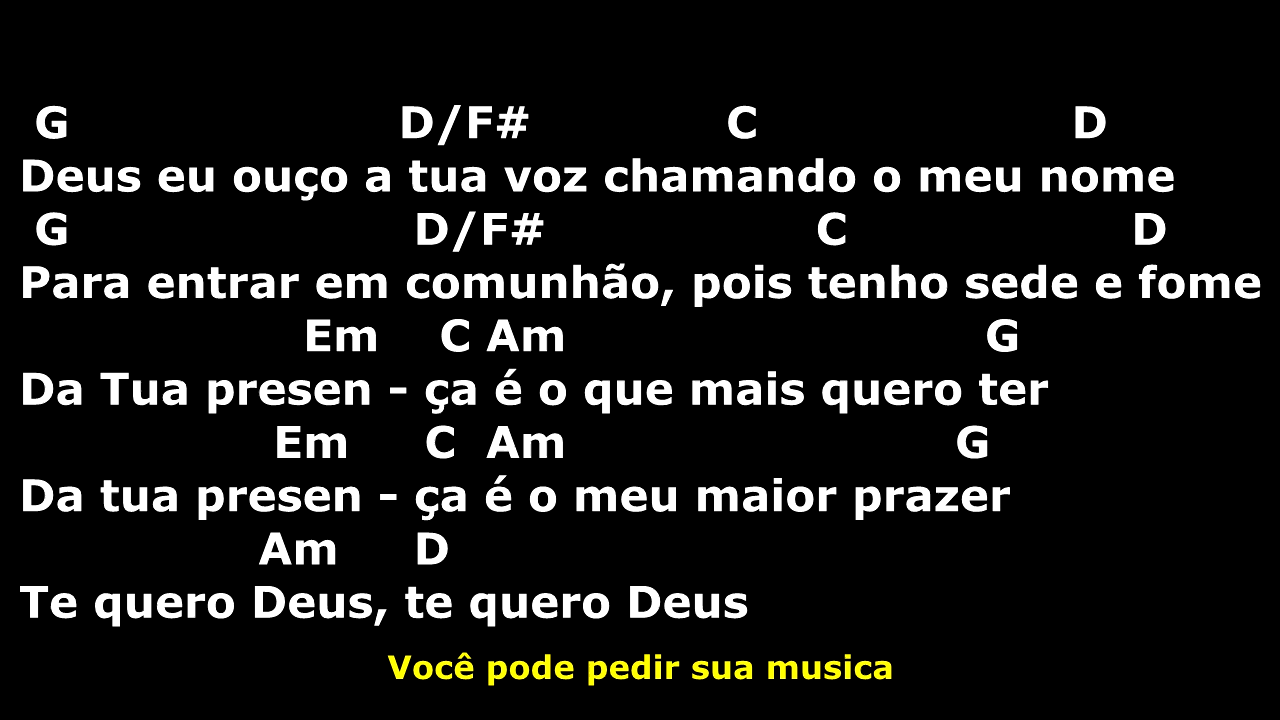 G D/F# C D
Deus eu ouço a tua voz chamando o meu nome
G D/F# C D
Para entrar em comunhão, pois tenho sede e fome
Em C Am G
Da Tua presen - ça é o que mais quero ter
Em C Am G
Da tua presen - ça é o meu maior prazer
Am D
Te quero Deus, te quero Deus
Você pode pedir sua musica